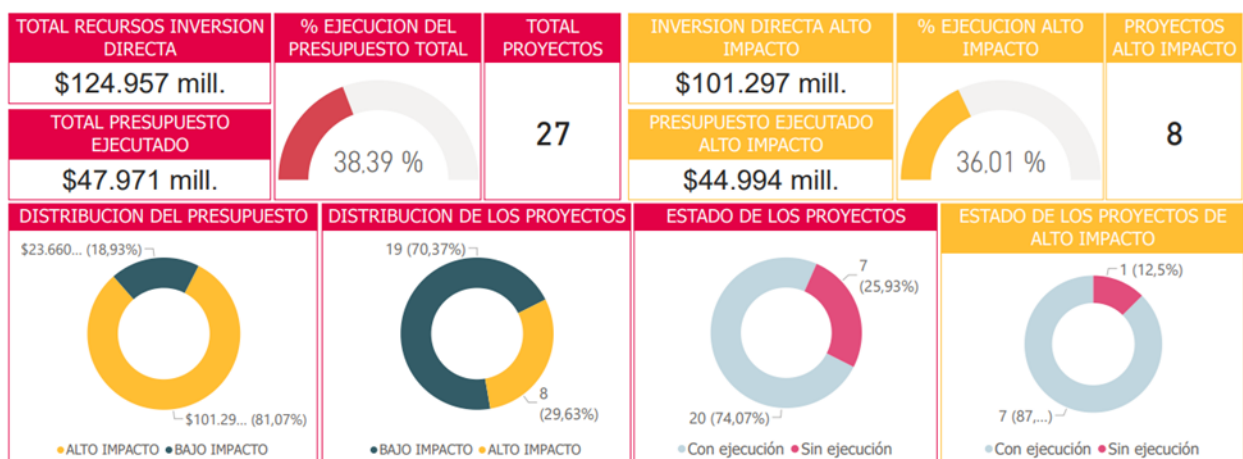 TOTAL RECURSOS INVERSION
DIRECTA
$124.957 mill.
TOTAL PRESUPUESTO
EJECUTADO
$47.971 mill.
% EJECUCION DEL
PRESUPUESTO TOTAL
38,39 %
TOTAL
PROYECTOS
27
INVERSION DIRECTA ALTO
IMPACTO
$101.297 mill.
PRESUPUESTO EJECUTADO
ALTO IMPACTO
$44.994 mill.
% EJECUCION ALTO
IMPACTO
36,01 %
PROYECTOS
ALTO IMPACTO
8
DISTRIBUCION DEL PRESUPUESTO
$23.660... (18,93%)
$101.29... (81,07%)
ALTO IMPACTO BAJO IMPACTO
DISTRIBUCION DE LOS PROYECTOS
19 (70,37%)
8
(29,63%)
BAJO IMPACTO ALTO IMPACTO
ESTADO DE LOS PROYECTOS
7
(25,93%)
20 (74,07%)
Con ejecución Sin ejecución
ESTADO DE LOS PROYECTOS DE
ALTO IMPACTO
1 (12,5%)
7 (87,...)
Con ejecución Sin ejecución